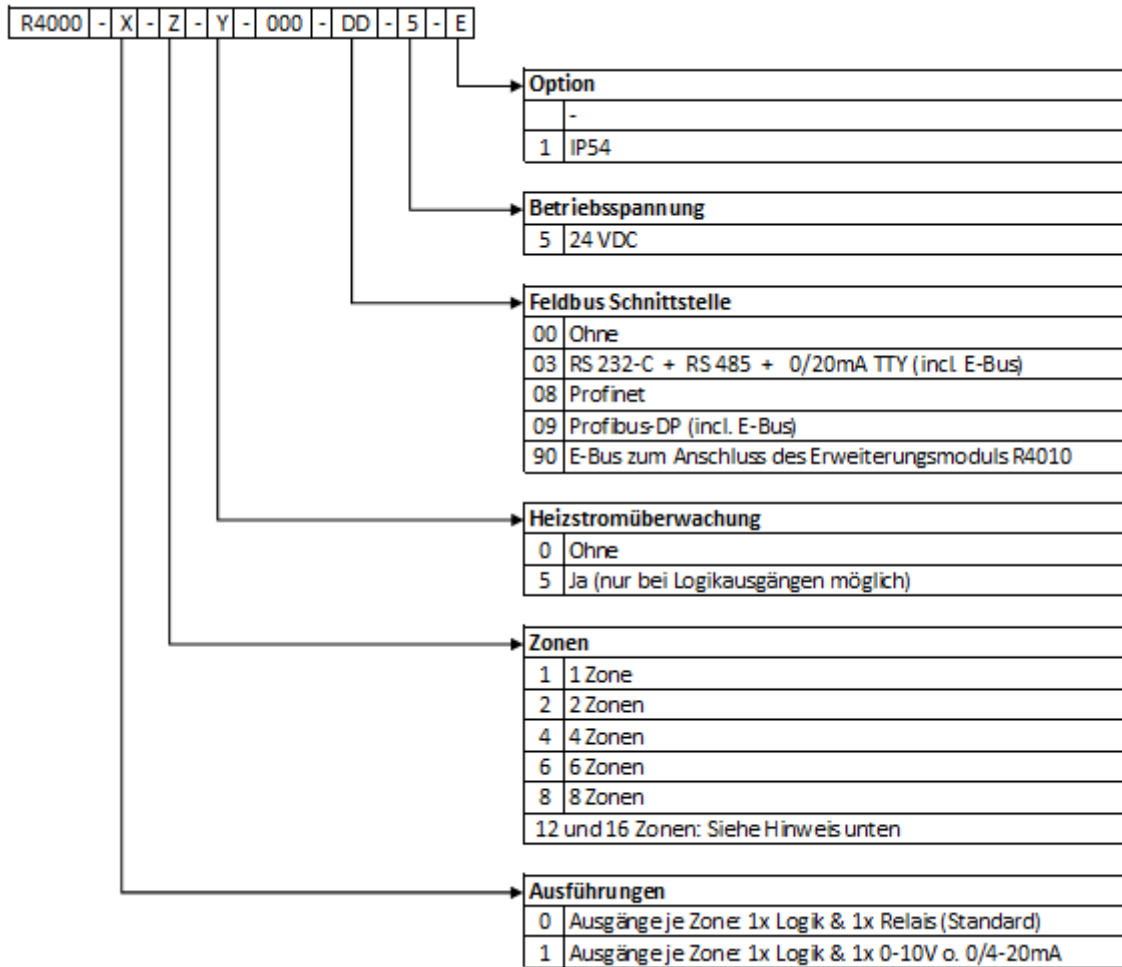 R4000 - X - Z - Y - 000 - DD - 5 - E
Option
-
1 IP54
Betriebsspannung
5 24 VDC
Feldbus Schnittstelle
00 Ohne
03 RS 232-C + RS 485 + 0/20mA TTY (incl. E-Bus)
08 Profinet
09 Profibus-DP (incl. E-Bus)
90 E-Bus zum Anschluss des Erweiterungsmoduls R4010
Heizstromüberwachung
0 Ohne
5 Ja (nur bei Logikausgängen möglich)
Zonen
1 1 Zone
2 2 Zonen
4 4 Zonen
6 6 Zonen
8 8 Zonen
12 und 16 Zonen: Siehe Hinweis unten
Ausführungen
0 Ausgänge je Zone: 1x Logik & 1x Relais (Standard)
1 Ausgänge je Zone: 1x Logik & 1x 0-10V o. 0/4-20mA